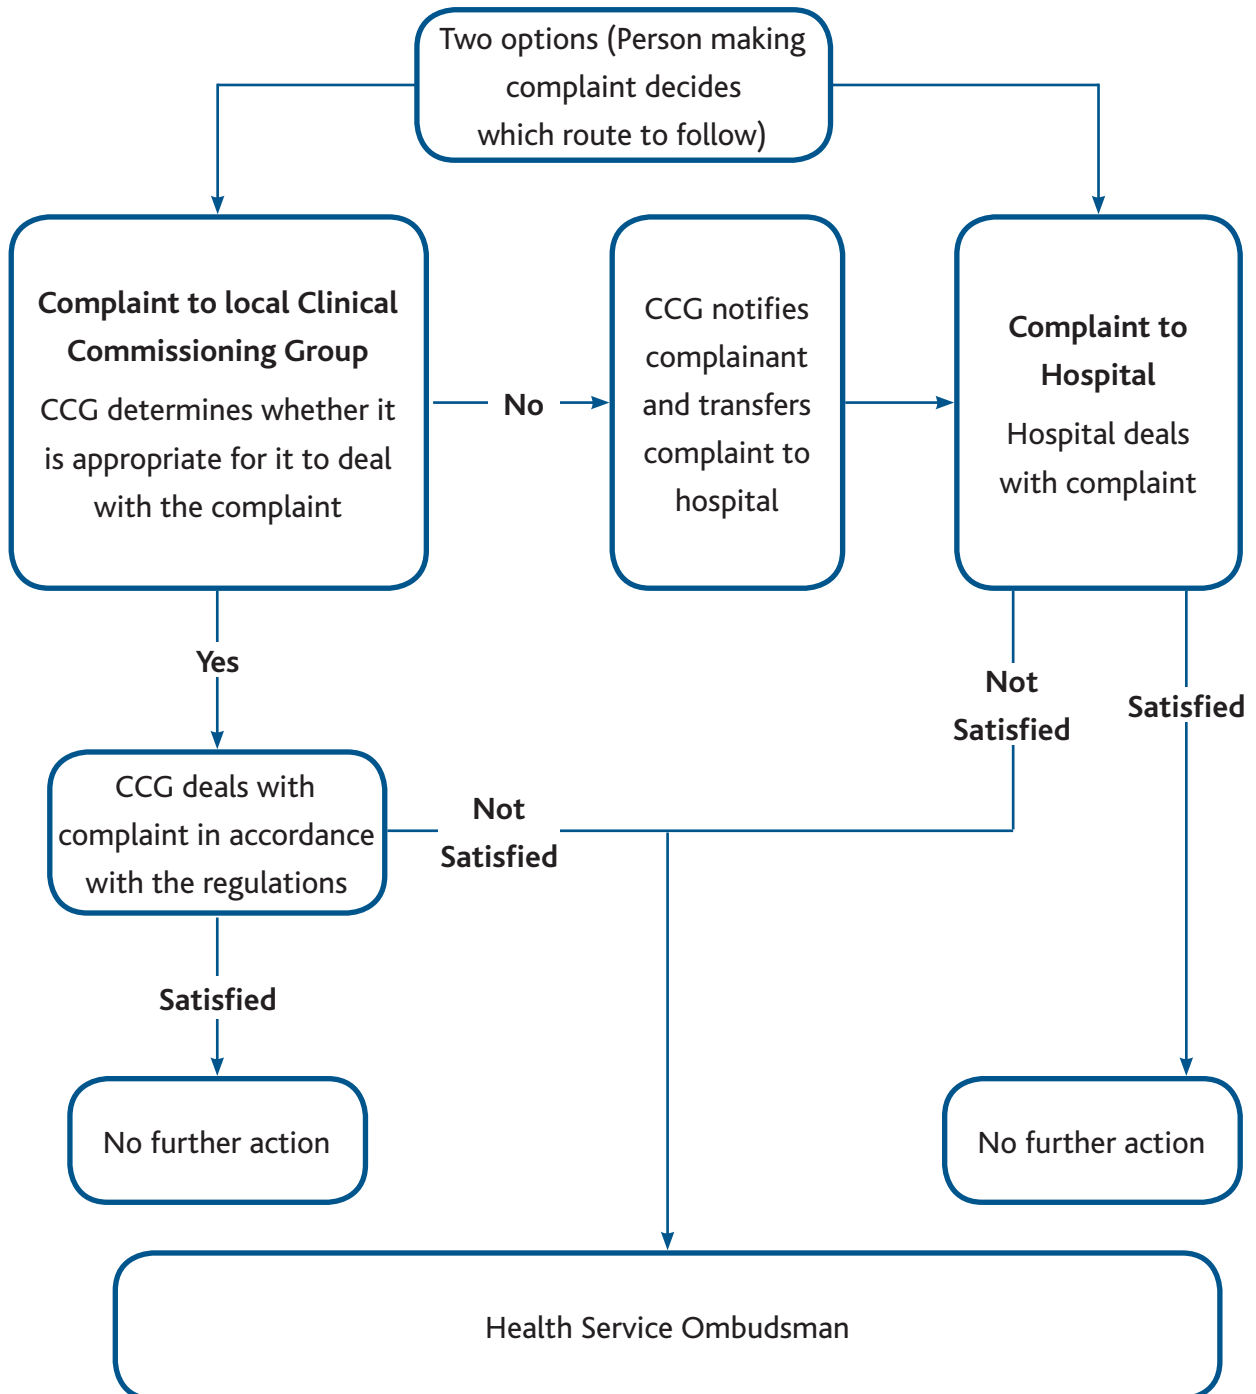 Two options (Person making
complaint decides
which route to follow)
Complaint to local Clinical
Commissioning Group
CCG determines whether it
is appropriate for it to deal
with the complaint
No
CCG notifies
complainant
and transfers
complaint to
hospital
Complaint to
Hospital
Hospital deals
with complaint
Yes
Not
Satisfied
Satisfied
CCG deals with
complaint in accordance
with the regulations
Not
Satisfied
Satisfied
No further action
No further action
Health Service Ombudsman